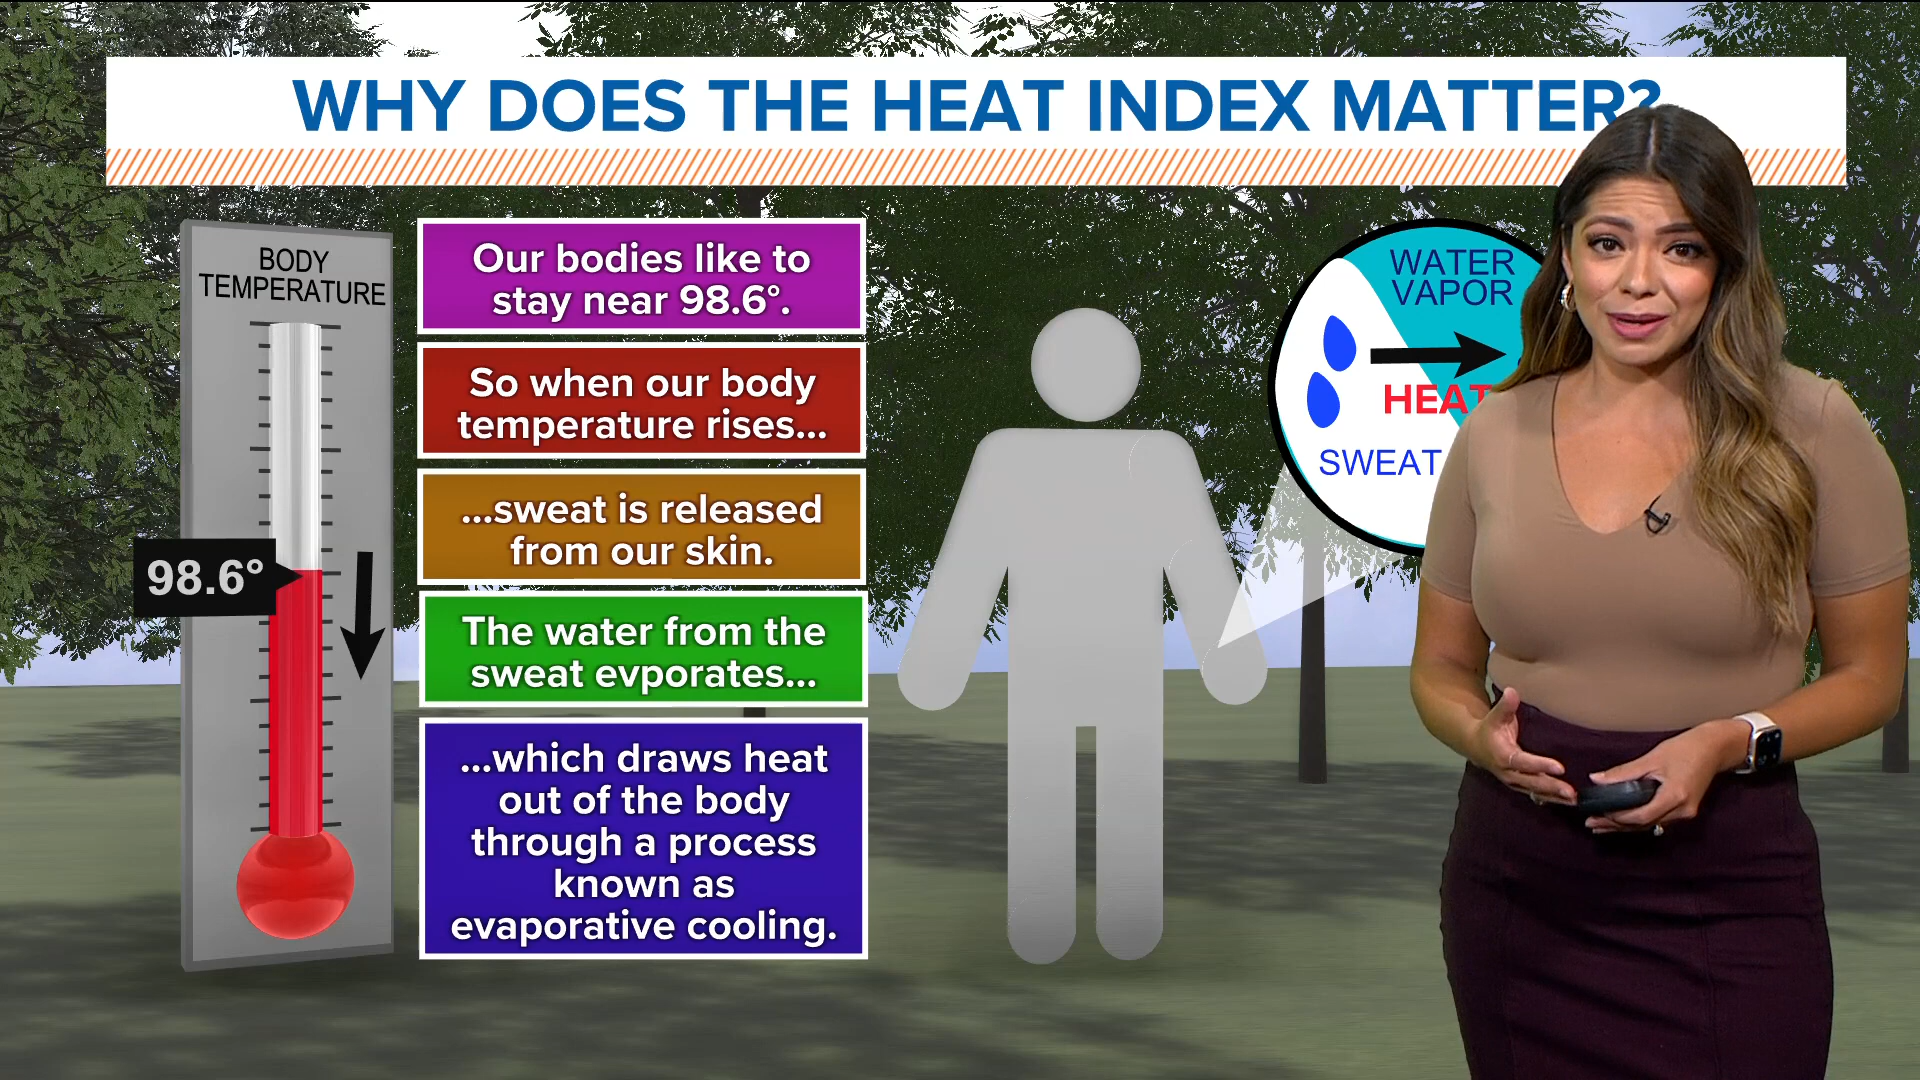 WHY DOES THE HEAT INDEX MATTER?
BODY
TEMPERATURE
98.6°
Our bodies like to
stay near 98.6°.
So when our body
temperature rises...
...sweat is released
from our skin.
The water from the
sweat evporates...
...which draws heat
out of the body
through a process
known as
evaporative cooling.
WATER
VAPOR
HEAT
SWEAT